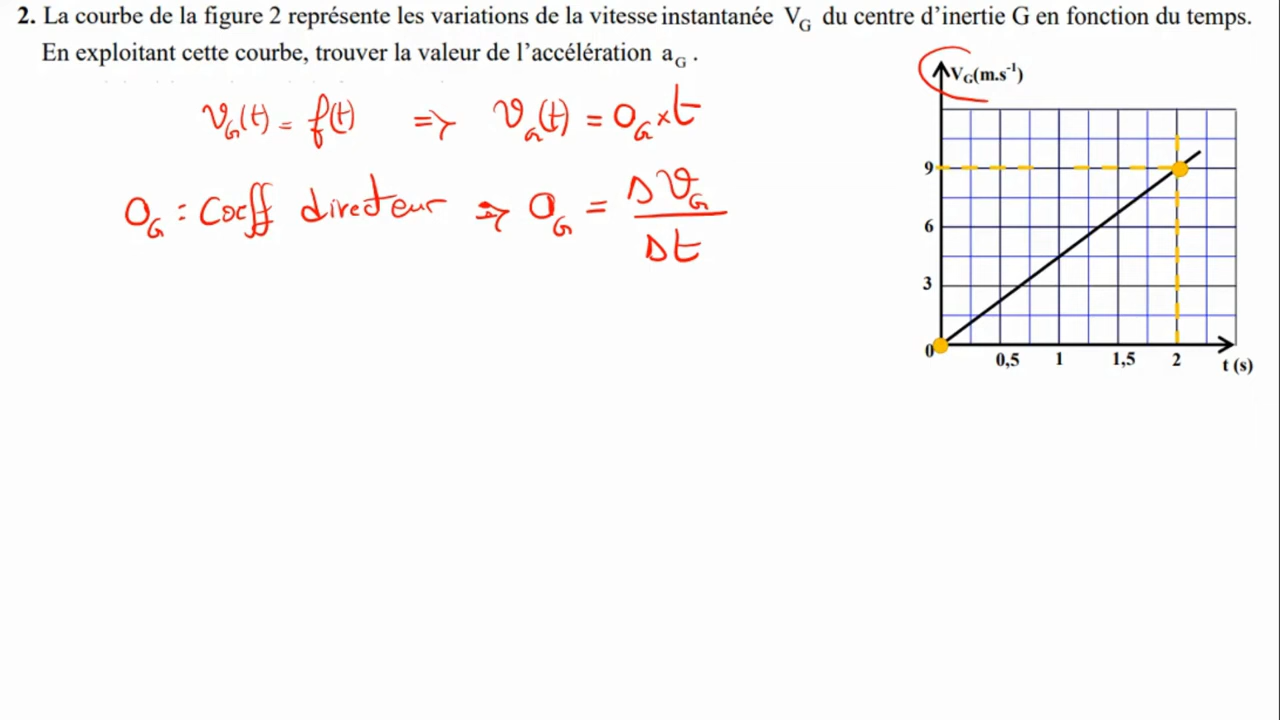 2. La courbe de la figure 2 représente les variations de la vitesse instantanée V_G du centre d'inertie G en fonction du temps.
En exploitant cette courbe, trouver la valeur de l'accélération a_G .
V_G(t) = f(t) => V_G(t) = a_G × t
a_G : Coeff directeur => a_G = ΔV_G / Δt
V_G(m.s⁻¹)
9
6
3
0
0,5 1 1,5 2
t (s)